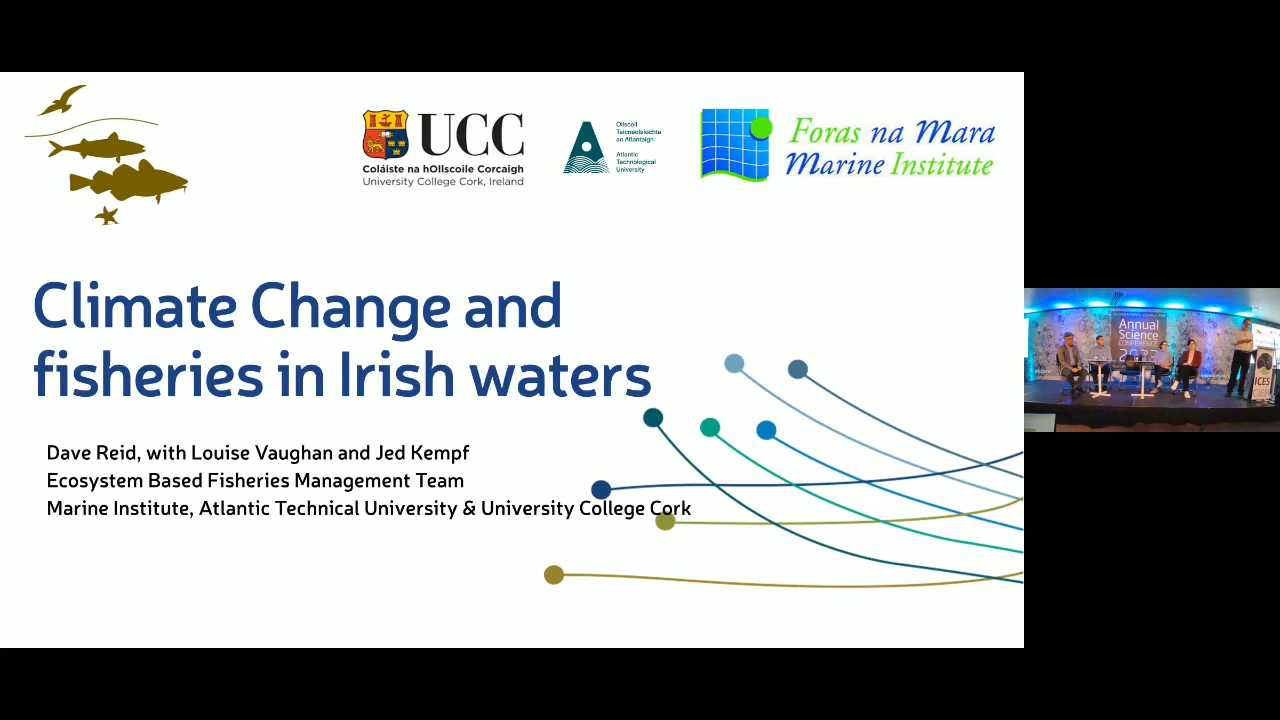 UCC
Coláiste na hOllscoile Corcaigh
University College Cork, Ireland
Ollscoil
Teicneolaíochta
an Atlantaigh
Atlantic
Technological
University
Foras na Mara
Marine Institute
Climate Change and
fisheries in Irish waters
Dave Reid, with Louise Vaughan and Jed Kempf
Ecosystem Based Fisheries Management Team
Marine Institute, Atlantic Technical University & University College Cork
Annual
Science
CONFERENCE
ICES